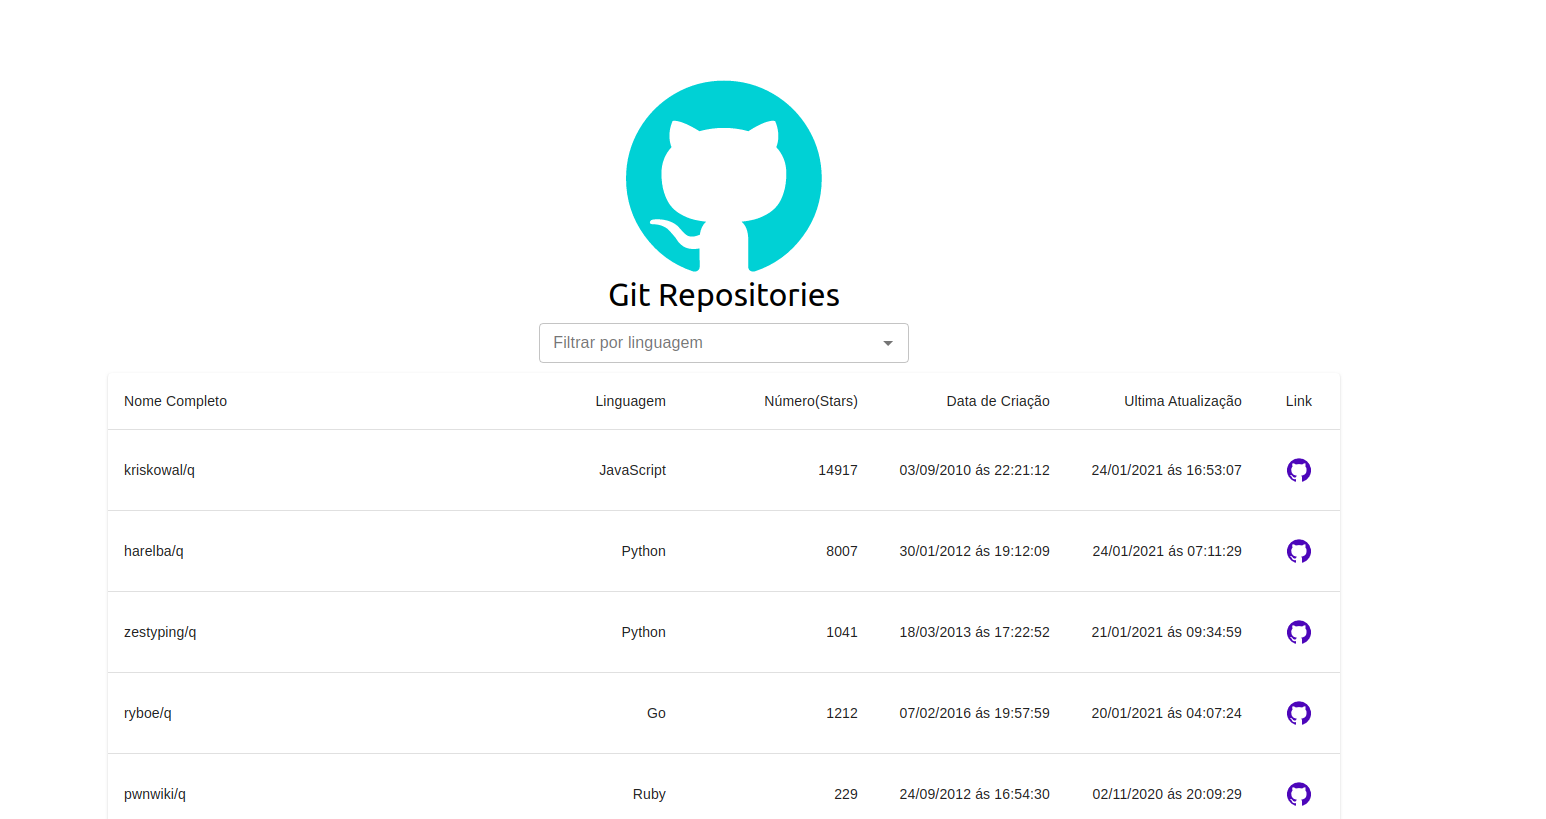 Git Repositories
Filtrar por linguagem
Nome Completo Linguagem Número(Stars) Data de Criação Ultima Atualização Link
kriskowal/q JavaScript 14917 03/09/2010 ás 22:21:12 24/01/2021 ás 16:53:07
harelba/q Python 8007 30/01/2012 ás 19:12:09 24/01/2021 ás 07:11:29
zestyping/q Python 1041 18/03/2013 ás 17:22:52 21/01/2021 ás 09:34:59
ryboe/q Go 1212 07/02/2016 ás 19:57:59 20/01/2021 ás 04:07:24
pwnwiki/q Ruby 229 24/09/2012 ás 16:54:30 02/11/2020 ás 20:09:29